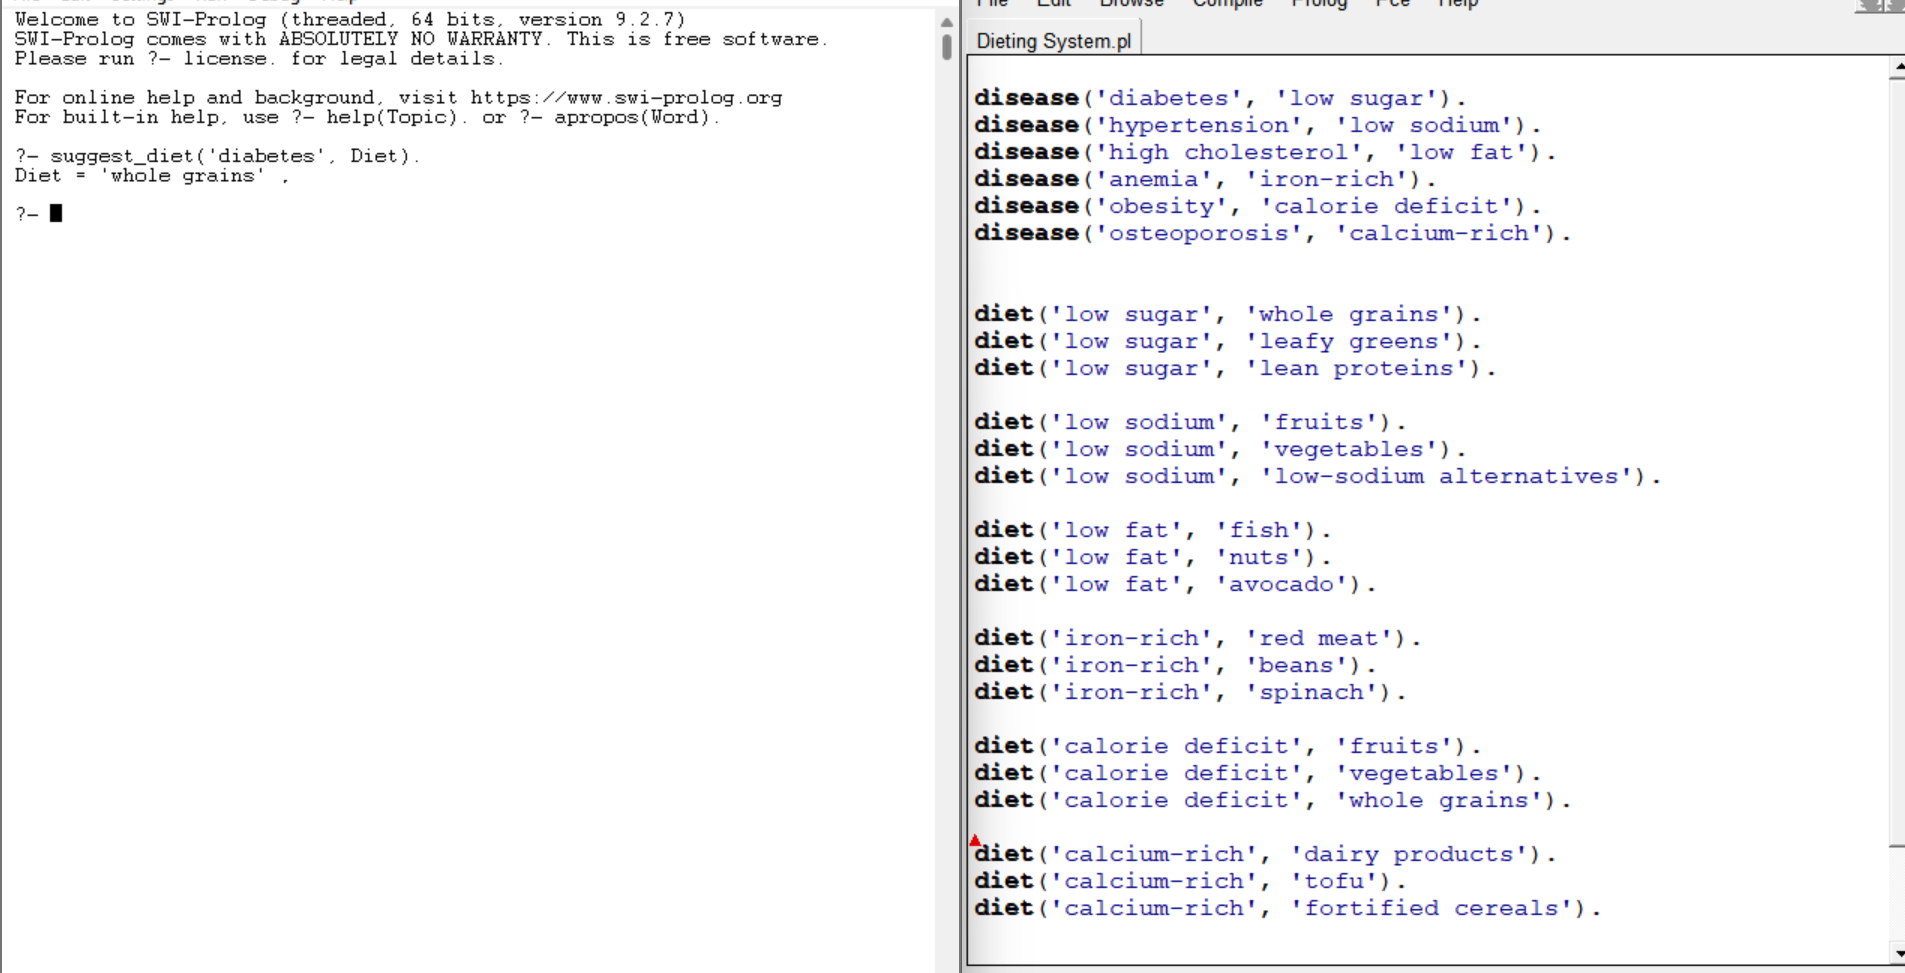 Welcome to SWI-Prolog (threaded, 64 bits, version 9.2.7)
SWI-Prolog comes with ABSOLUTELY NO WARRANTY. This is free software.
Please run ?- license. for legal details.
For online help and background, visit https://www.swi-prolog.org
For built-in help, use ?- help(Topic). or ?- apropos(Word).
?- suggest_diet('diabetes', Diet).
Diet = 'whole grains' .
?-
File Edit Browse Compile Prolog Pce Help
Dieting System.pl
disease('diabetes', 'low sugar').
disease('hypertension', 'low sodium').
disease('high cholesterol', 'low fat').
disease('anemia', 'iron-rich').
disease('obesity', 'calorie deficit').
disease('osteoporosis', 'calcium-rich').
diet('low sugar', 'whole grains').
diet('low sugar', 'leafy greens').
diet('low sugar', 'lean proteins').
diet('low sodium', 'fruits').
diet('low sodium', 'vegetables').
diet('low sodium', 'low-sodium alternatives').
diet('low fat', 'fish').
diet('low fat', 'nuts').
diet('low fat', 'avocado').
diet('iron-rich', 'red meat').
diet('iron-rich', 'beans').
diet('iron-rich', 'spinach').
diet('calorie deficit', 'fruits').
diet('calorie deficit', 'vegetables').
diet('calorie deficit', 'whole grains').
diet('calcium-rich', 'dairy products').
diet('calcium-rich', 'tofu').
diet('calcium-rich', 'fortified cereals').